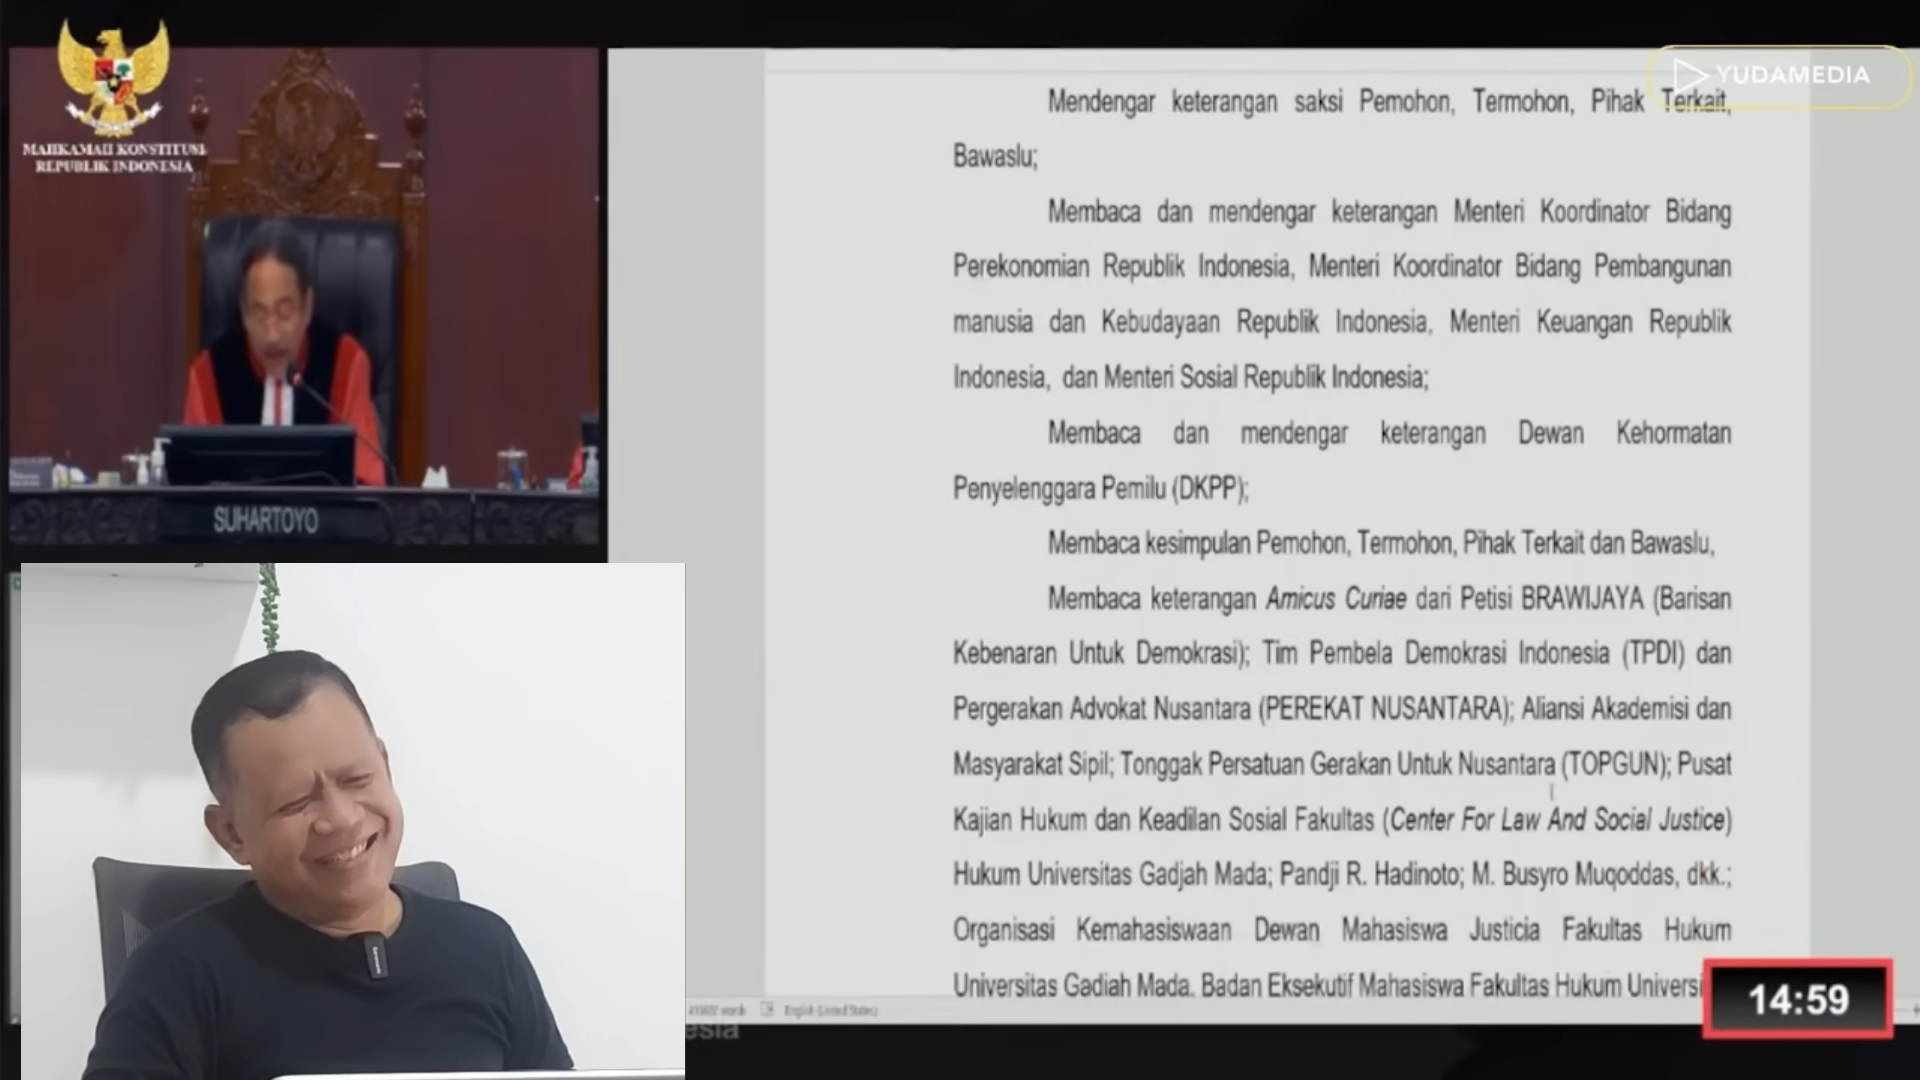 MAHKAMAH KONSTITUSI
REPUBLIK INDONESIA
SUHARTOYO
YUDAMEDIA
Mendengar keterangan saksi Pemohon, Termohon, Pihak Terkait,
Bawaslu;
Membaca dan mendengar keterangan Menteri Koordinator Bidang
Perekonomian Republik Indonesia, Menteri Koordinator Bidang Pembangunan
manusia dan Kebudayaan Republik Indonesia, Menteri Keuangan Republik
Indonesia, dan Menteri Sosial Republik Indonesia;
Membaca dan mendengar keterangan Dewan Kehormatan
Penyelenggara Pemilu (DKPP);
Membaca kesimpulan Pemohon, Termohon, Pihak Terkait dan Bawaslu,
Membaca keterangan Amicus Curiae dari Petisi BRAWIJAYA (Barisan
Kebenaran Untuk Demokrasi); Tim Pembela Demokrasi Indonesia (TPDI) dan
Pergerakan Advokat Nusantara (PEREKAT NUSANTARA); Aliansi Akademisi dan
Masyarakat Sipil; Tonggak Persatuan Gerakan Untuk Nusantara (TOPGUN); Pusat
Kajian Hukum dan Keadilan Sosial Fakultas (Center For Law And Social Justice)
Hukum Universitas Gadjah Mada; Pandji R. Hadinoto; M. Busyro Muqoddas, dkk.;
Organisasi Kemahasiswaan Dewan Mahasiswa Justicia Fakultas Hukum
Universitas Gadjah Mada. Badan Eksekutif Mahasiswa Fakultas Hukum Universi
words English (United States)
esia
14:59